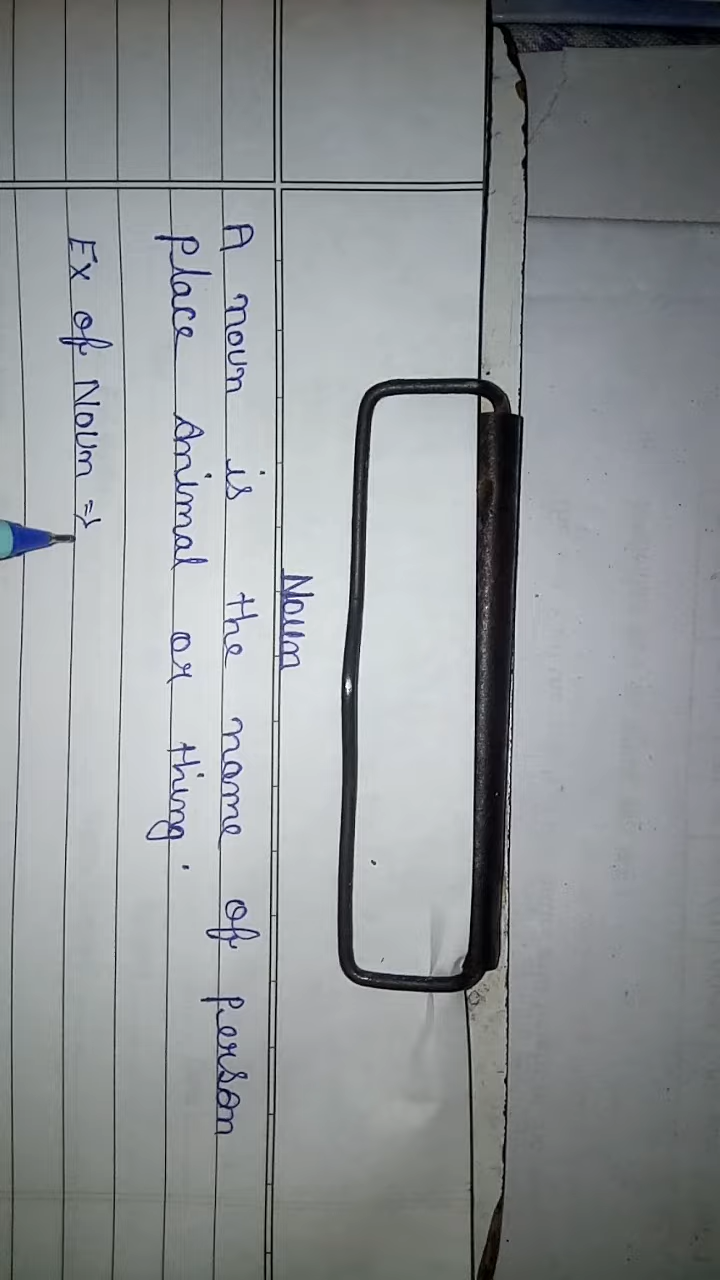 Noun
A noun is the name of person
place animal or thing.
Ex of Noun ⇒